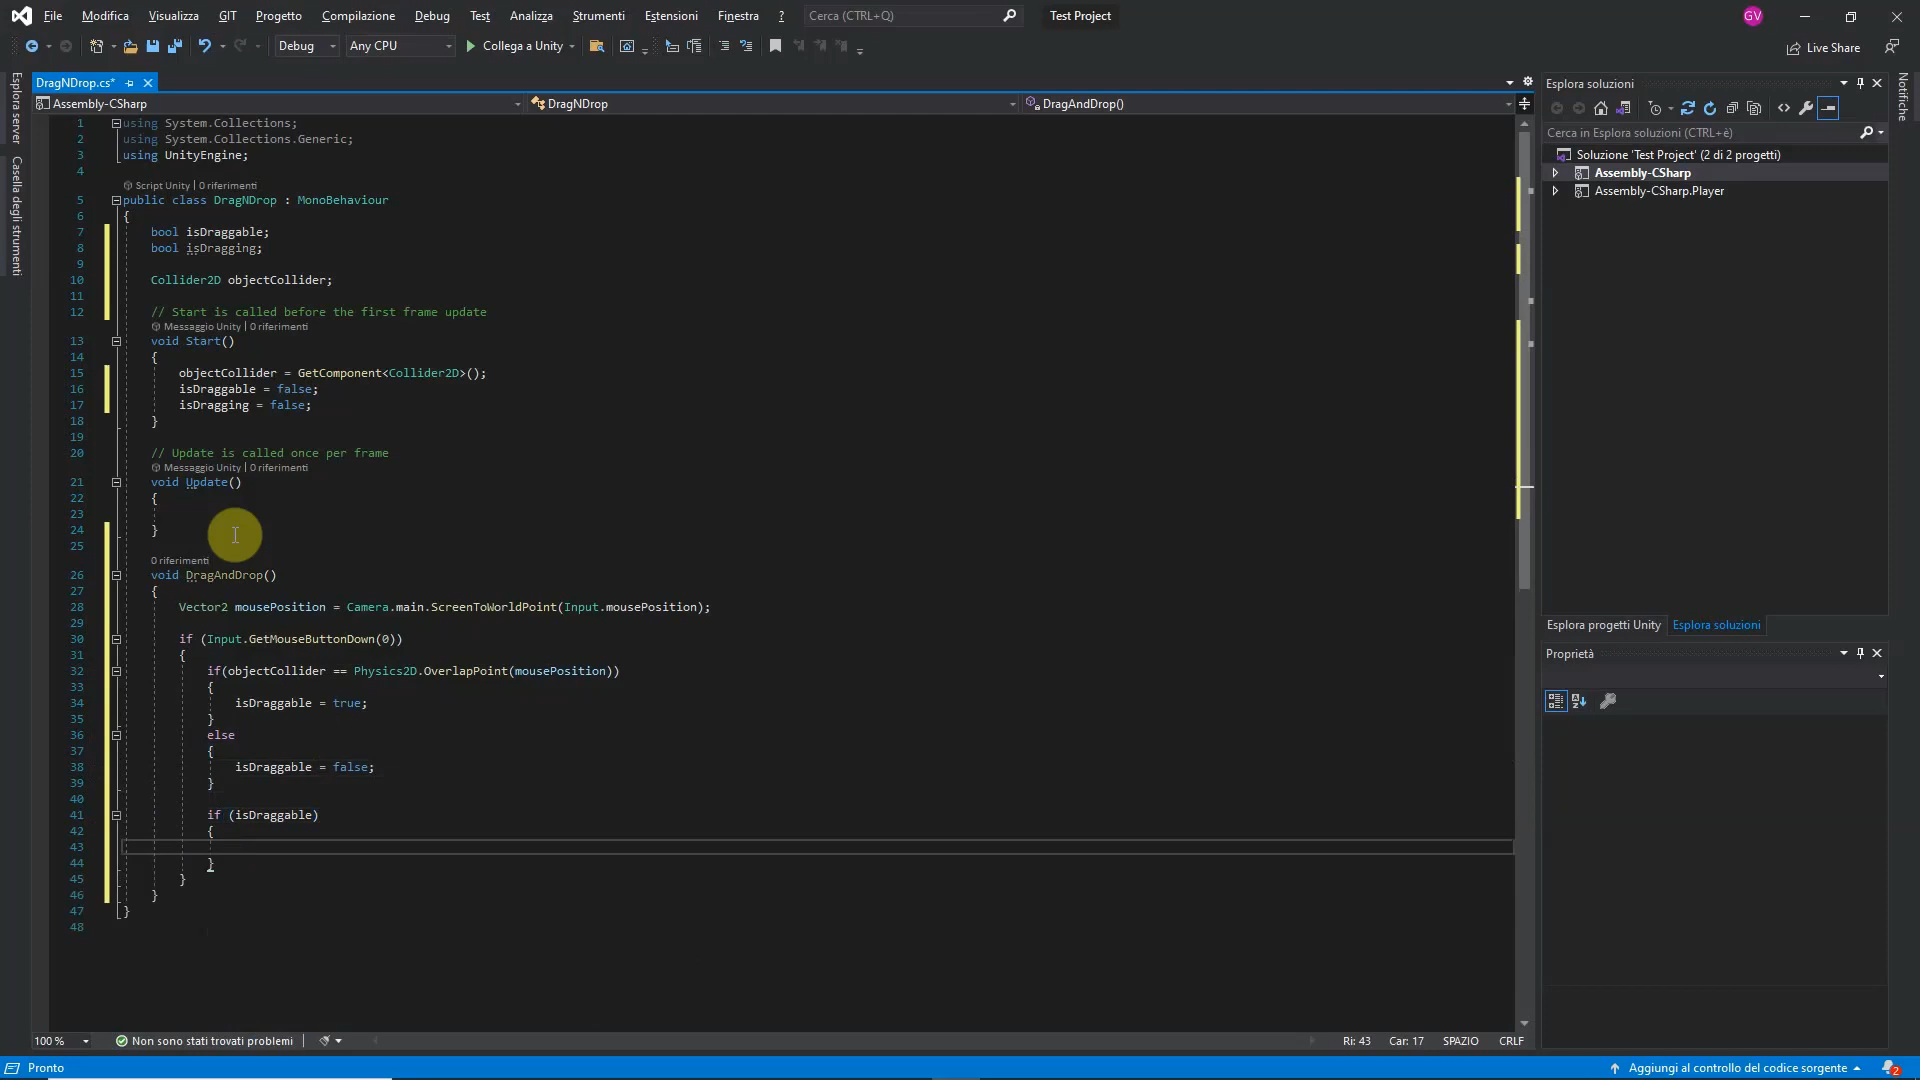 File Modifica Visualizza GIT Progetto Compilazione Debug Test Analizza Strumenti Estensioni Finestra ? Cerca (CTRL+Q) Test Project GV
Debug Any CPU Collega a Unity Live Share
Esplora server
Casella degli strumenti
DragNDrop.cs*
Assembly-CSharp DragNDrop DragAndDrop()
1 using System.Collections;
2 using System.Collections.Generic;
3 using UnityEngine;
4
Script Unity | 0 riferimenti
5 public class DragNDrop : MonoBehaviour
6 {
7 bool isDraggable;
8 bool isDragging;
9
10 Collider2D objectCollider;
11
12 // Start is called before the first frame update
Messaggio Unity | 0 riferimenti
13 void Start()
14 {
15 objectCollider = GetComponent<Collider2D>();
16 isDraggable = false;
17 isDragging = false;
18 }
19
20 // Update is called once per frame
Messaggio Unity | 0 riferimenti
21 void Update()
22 {
23
24 }
25
0 riferimenti
26 void DragAndDrop()
27 {
28 Vector2 mousePosition = Camera.main.ScreenToWorldPoint(Input.mousePosition);
29
30 if (Input.GetMouseButtonDown(0))
31 {
32 if(objectCollider == Physics2D.OverlapPoint(mousePosition))
33 {
34 isDraggable = true;
35 }
36 else
37 {
38 isDraggable = false;
39 }
40
41 if (isDraggable)
42 {
43
44 }
45 }
46 }
47 }
48
100 % Non sono stati trovati problemi Ri: 43 Car: 17 SPAZIO CRLF
Esplora soluzioni
Cerca in Esplora soluzioni (CTRL+è)
Soluzione 'Test Project' (2 di 2 progetti)
Assembly-CSharp
Assembly-CSharp.Player
Esplora progetti Unity Esplora soluzioni
Proprietà
Notifiche
Pronto Aggiungi al controllo del codice sorgente 2